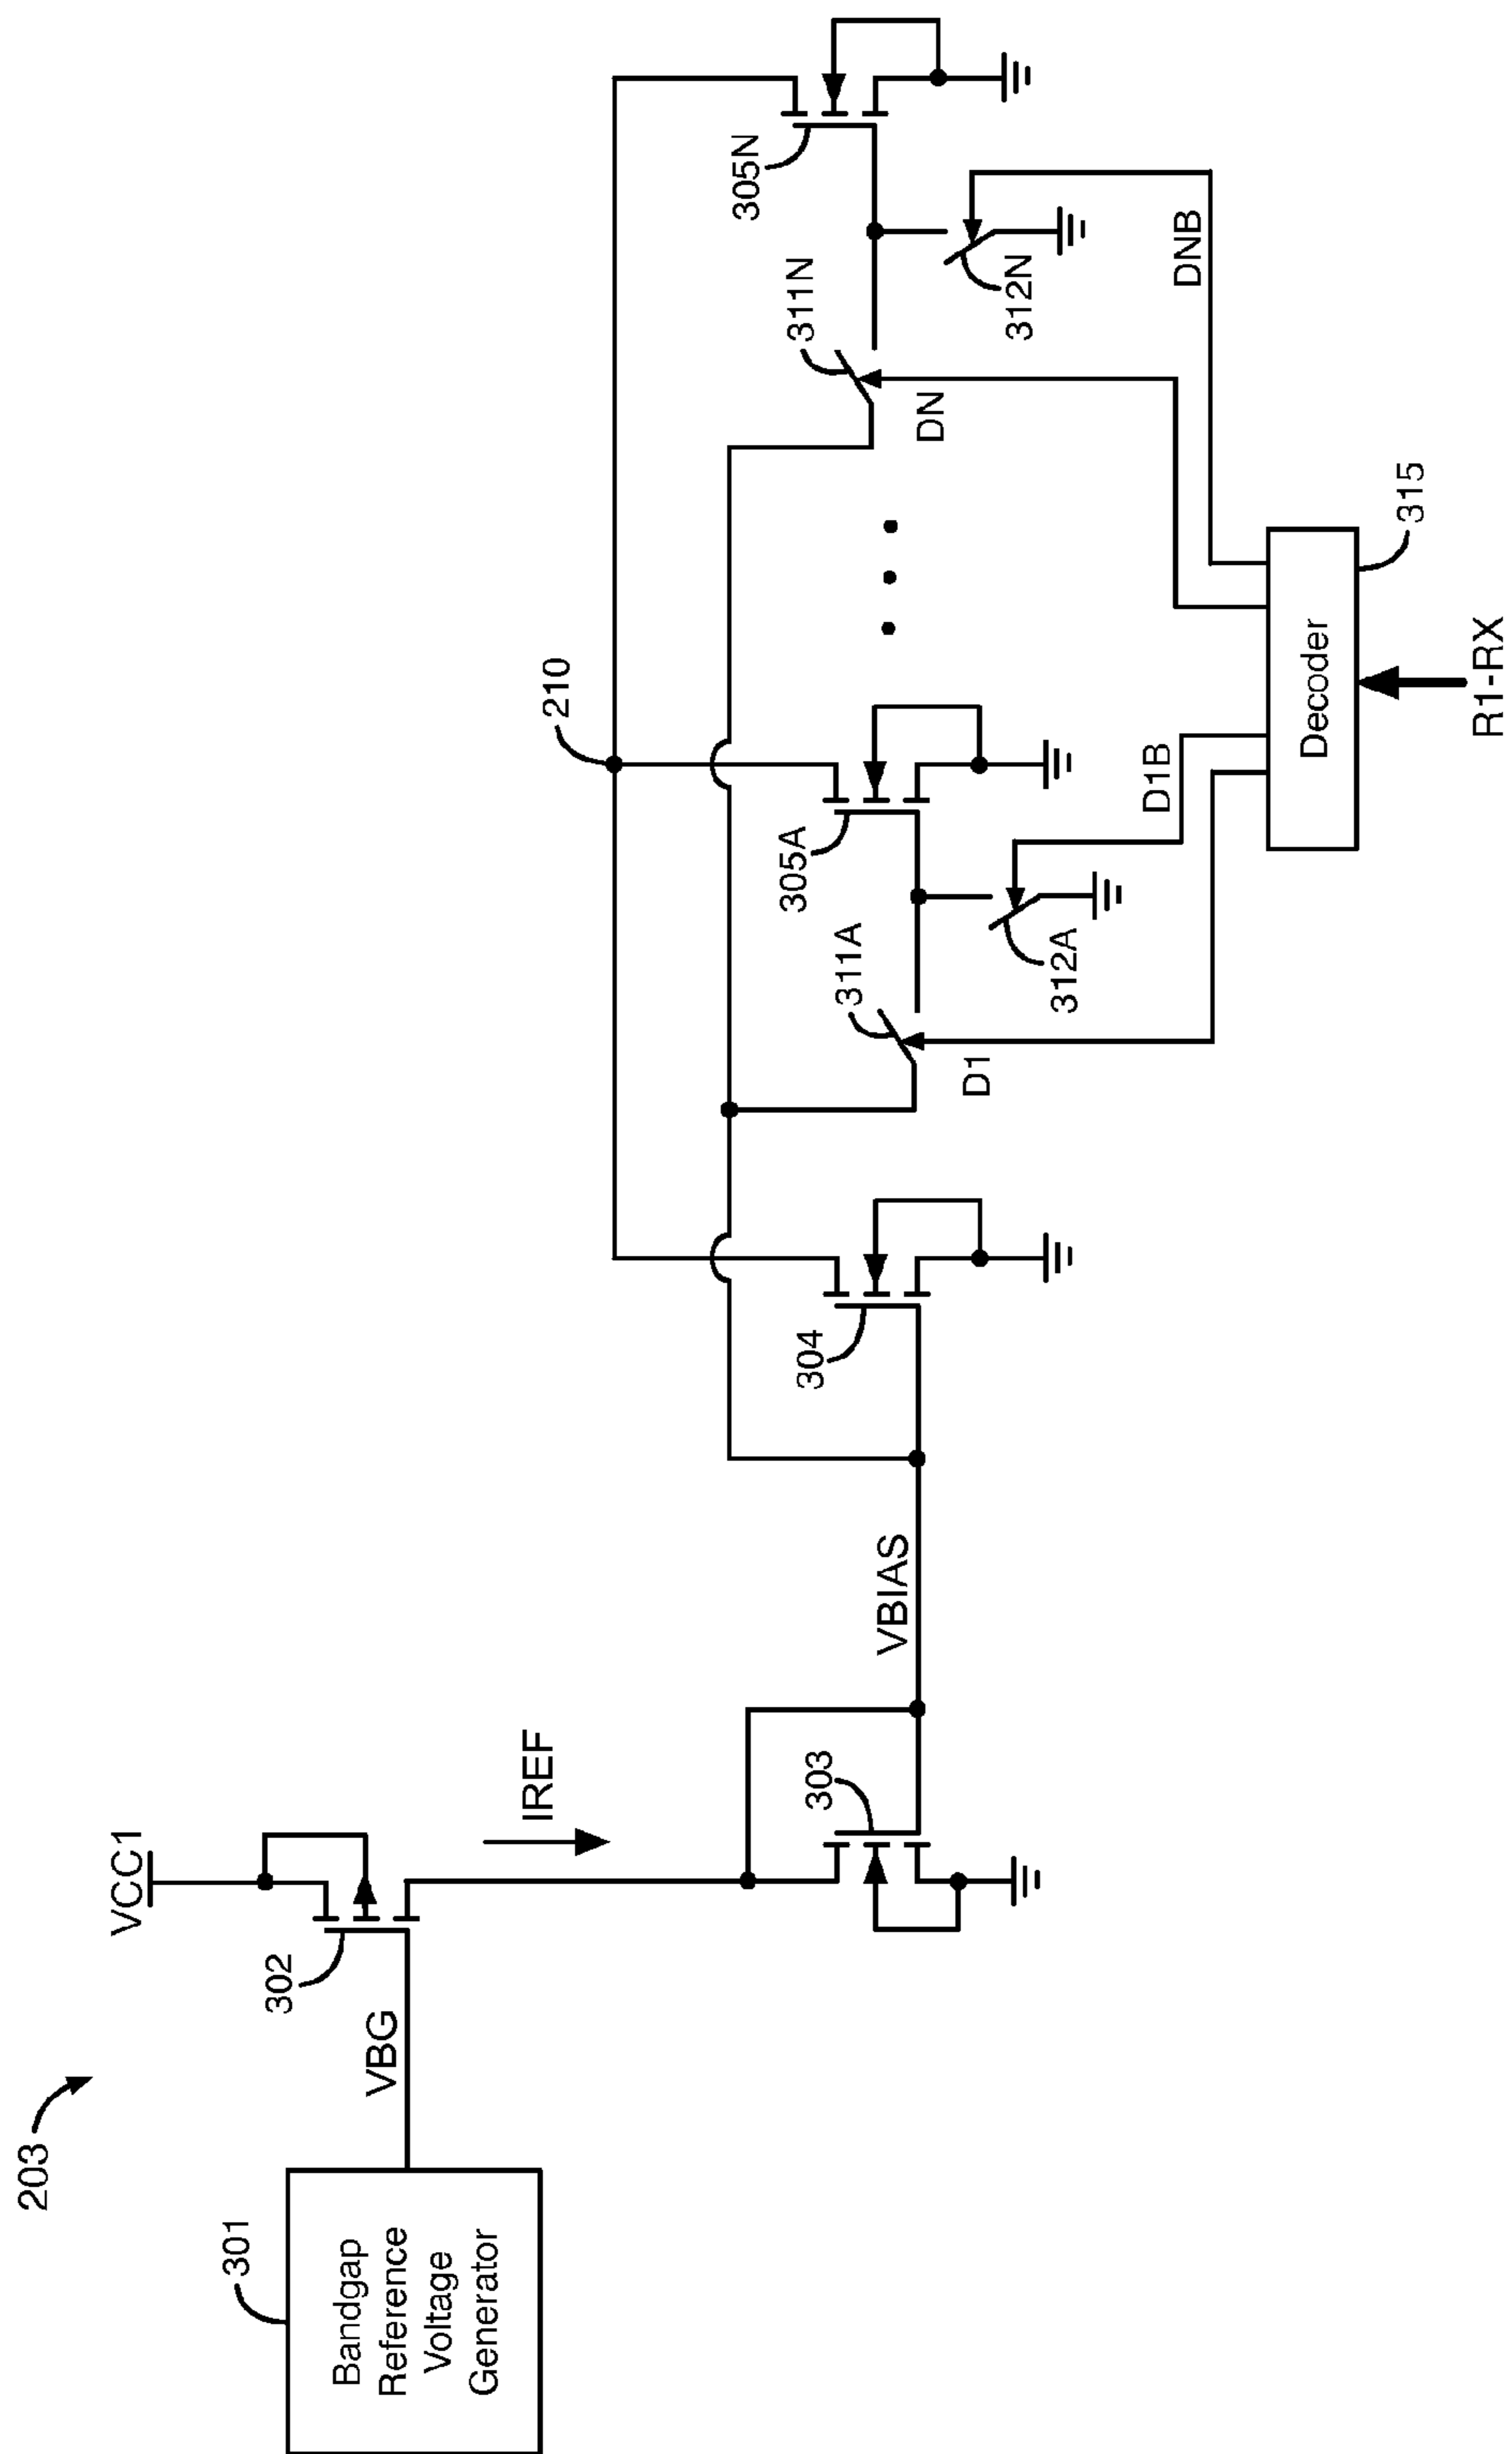 203
301
Bandgap
Reference
Voltage
Generator
VBG
302
VCC1
IREF
303
VBIAS
304
210
305A
311A
D1
312A
D1B
305N
311N
DN
312N
DNB
Decoder
315
R1-RX